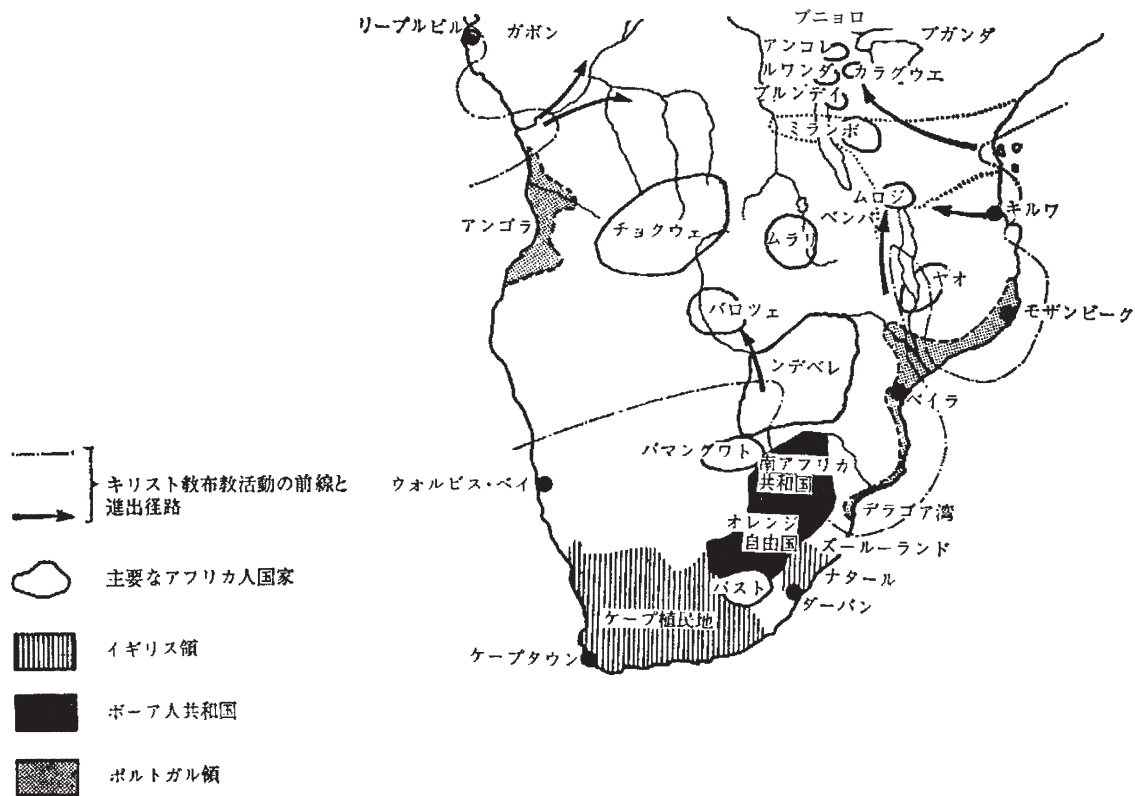 リーブルビル
ガボン
ブニョロ
ブガンダ
アンコレ
ルワンダ
カラグウエ
ブルンデイ
ミランボ
アンゴラ
チョクウェ
ムラリ
ムロジ
ベンバ
キルワ
ヤオ
バロツェ
モザンビーグ
ンデベレ
ベイラ
バマングワト
南アフリカ
共和国
ウォルビス・ベイ
デラゴア湾
オレンジ
自由国
ズールーランド
ナタール
バスト
ダーバン
ケープ植民地
ケープタウン
キリスト教布教活動の前線と
進出径路
主要なアフリカ人国家
イギリス領
ボーア人共和国
ポルトガル領